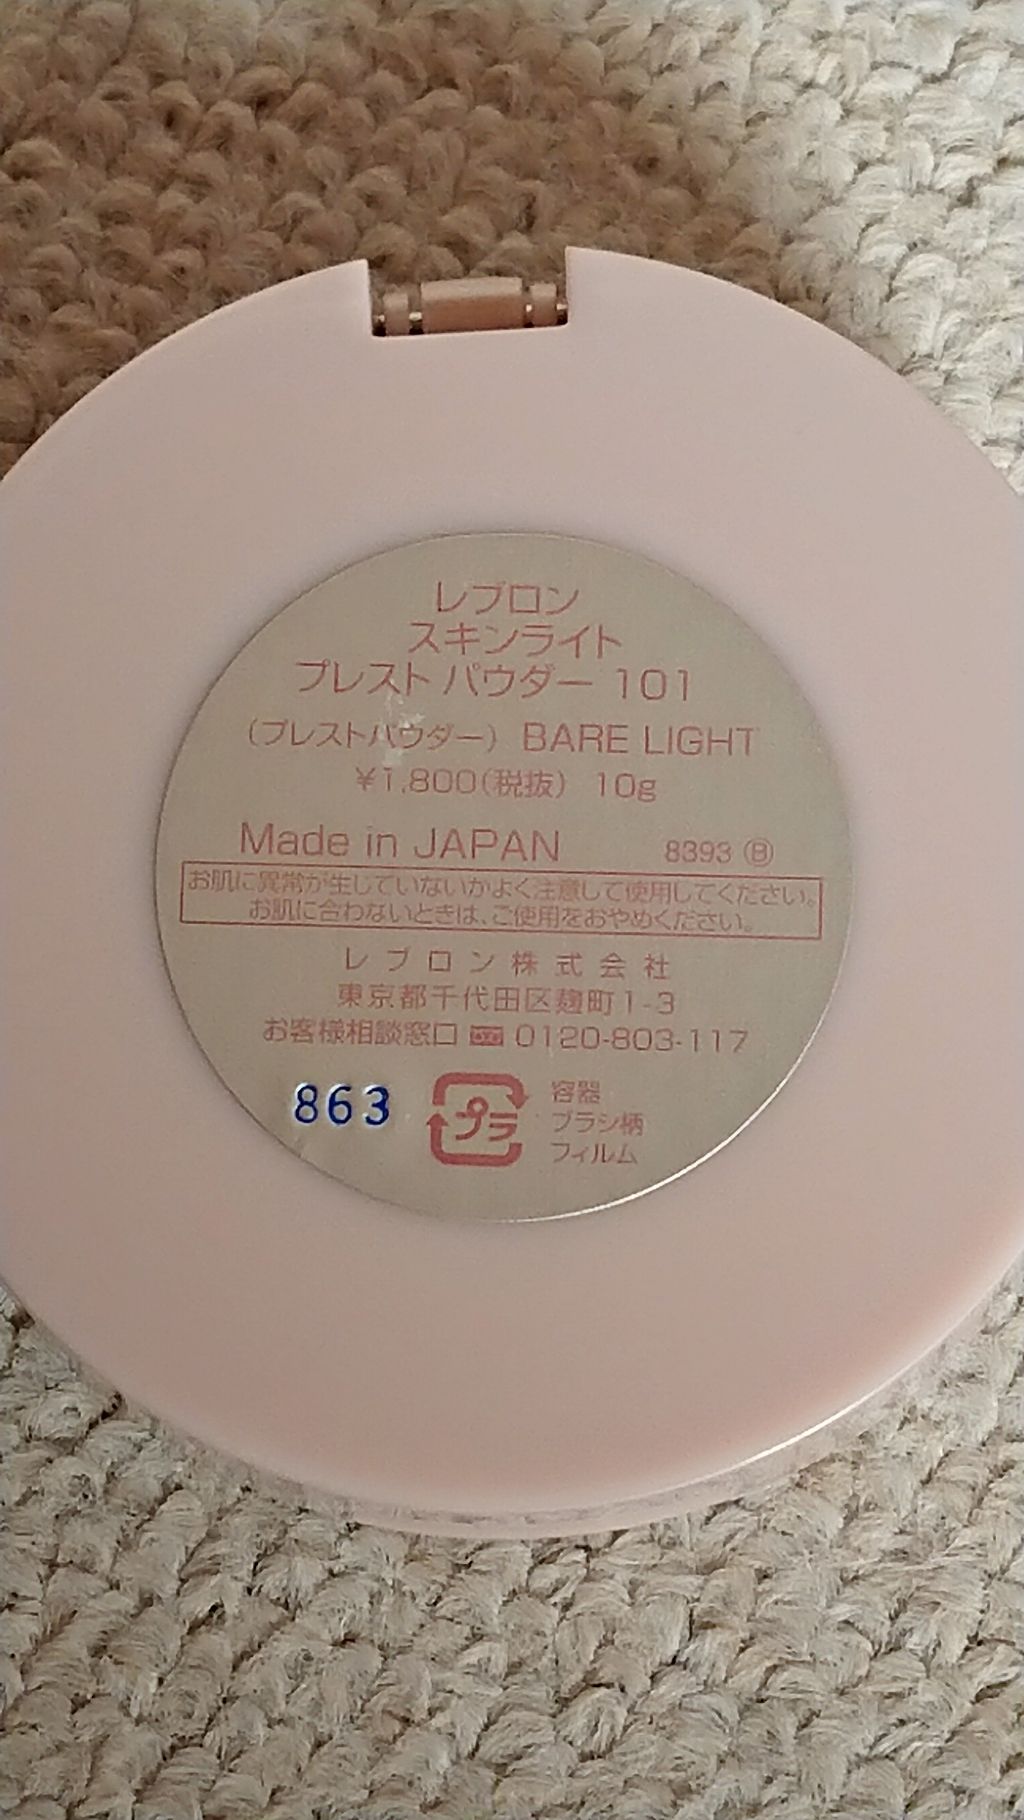 レブロン
スキンライト
プレスト パウダー 101
(プレストパウダー) BARE LIGHT
¥1,800(税抜) 10g
Made in JAPAN 8393 Ⓑ
お肌に異常が生じていないかよく注意して使用してください。
お肌に合わないときは、ご使用をおやめください。
レブロン株式会社
東京都千代田区麹町1-3
お客様相談窓口 0120-803-117
863
プラ
容器
ブラシ柄
フィルム